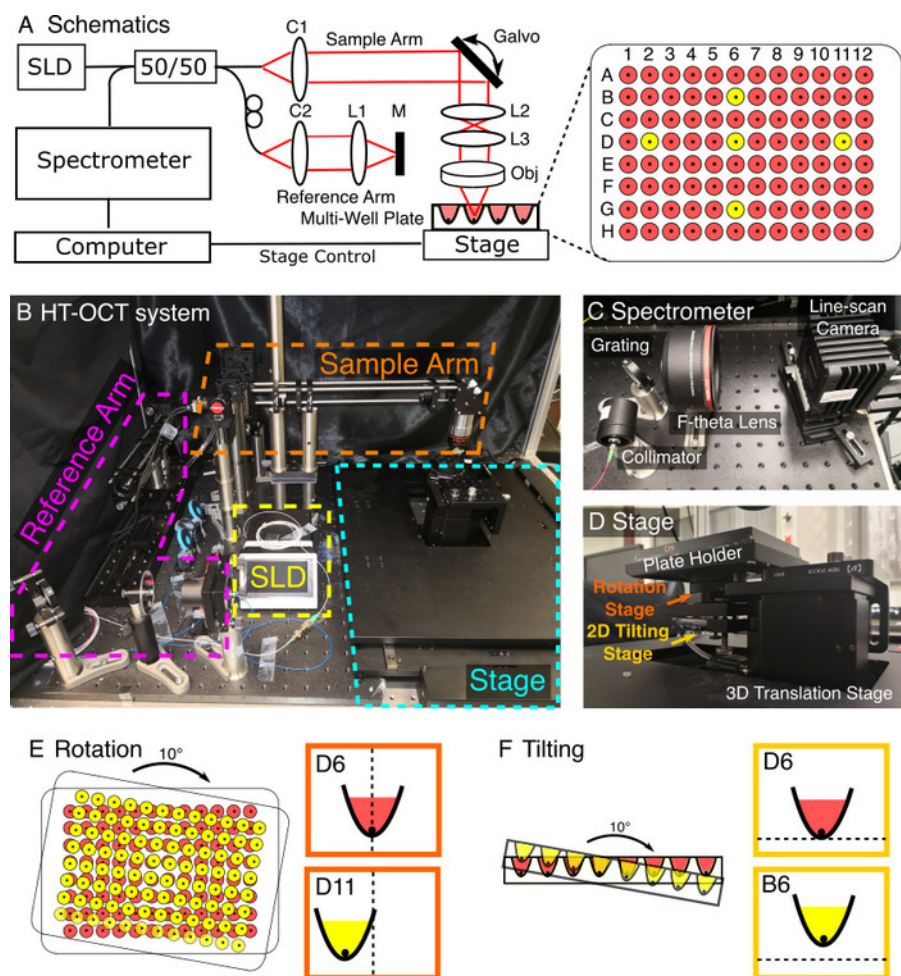 A Schematics
SLD
50/50
C1
Sample Arm
Galvo
Spectrometer
C2
L1
M
L2
L3
Obj
Reference Arm
Multi-Well Plate
Computer
Stage Control
Stage
1 2 3 4 5 6 7 8 9 10 11 12
A
B
C
D
E
F
G
H
B HT-OCT system
Sample Arm
Reference Arm
SLD
Stage
C Spectrometer
Line-scan
Camera
Grating
F-theta Lens
Collimator
D Stage
Plate Holder
Rotation
Stage
2D Tilting
Stage
3D Translation Stage
E Rotation
10°
D6
D11
F Tilting
10°
D6
B6